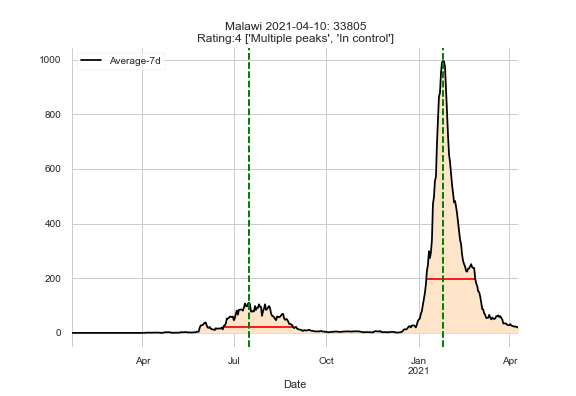 Malawi 2021-04-10: 33805
Rating:4 ['Multiple peaks', 'In control']
Average-7d
1000
800
600
400
200
0
Apr
Jul
Oct
Jan
2021
Apr
Date